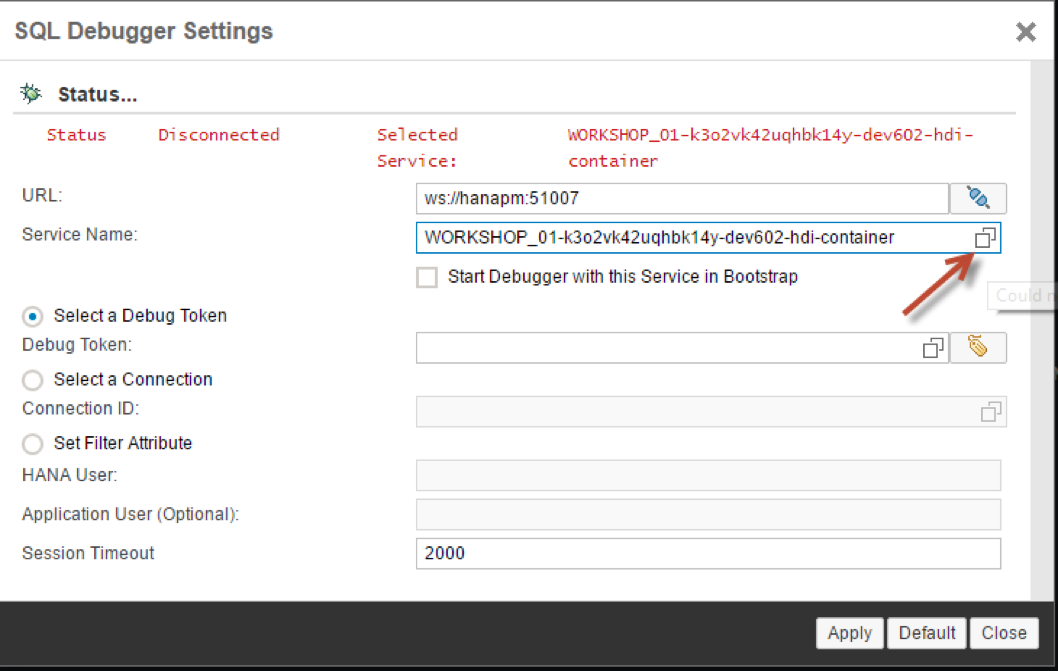 SQL Debugger Settings
Status...
Status Disconnected Selected WORKSHOP_01-k3o2vk42uqhbk14y-dev602-hdi-
Service: container
URL: ws://hanapm:51007
Service Name: WORKSHOP_01-k3o2vk42uqhbk14y-dev602-hdi-container
Start Debugger with this Service in Bootstrap
Could
Select a Debug Token
Debug Token:
Select a Connection
Connection ID:
Set Filter Attribute
HANA User:
Application User (Optional):
Session Timeout 2000
Apply Default Close